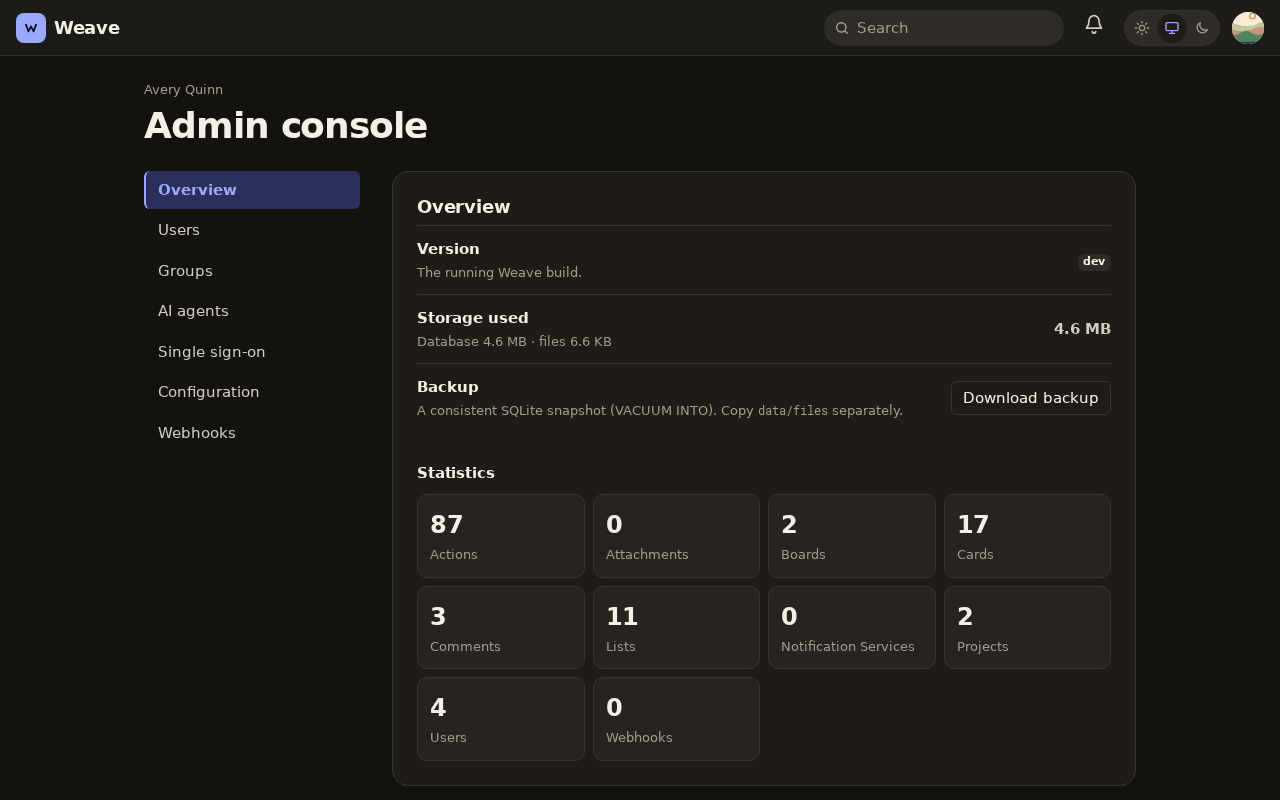 Weave
Search
Avery Quinn
Admin console
Overview
Users
Groups
AI agents
Single sign-on
Configuration
Webhooks
Overview
Version
The running Weave build.
dev
Storage used
Database 4.6 MB · files 6.6 KB
4.6 MB
Backup
A consistent SQLite snapshot (VACUUM INTO). Copy data/files separately.
Download backup
Statistics
87
Actions
0
Attachments
2
Boards
17
Cards
3
Comments
11
Lists
0
Notification Services
2
Projects
4
Users
0
Webhooks